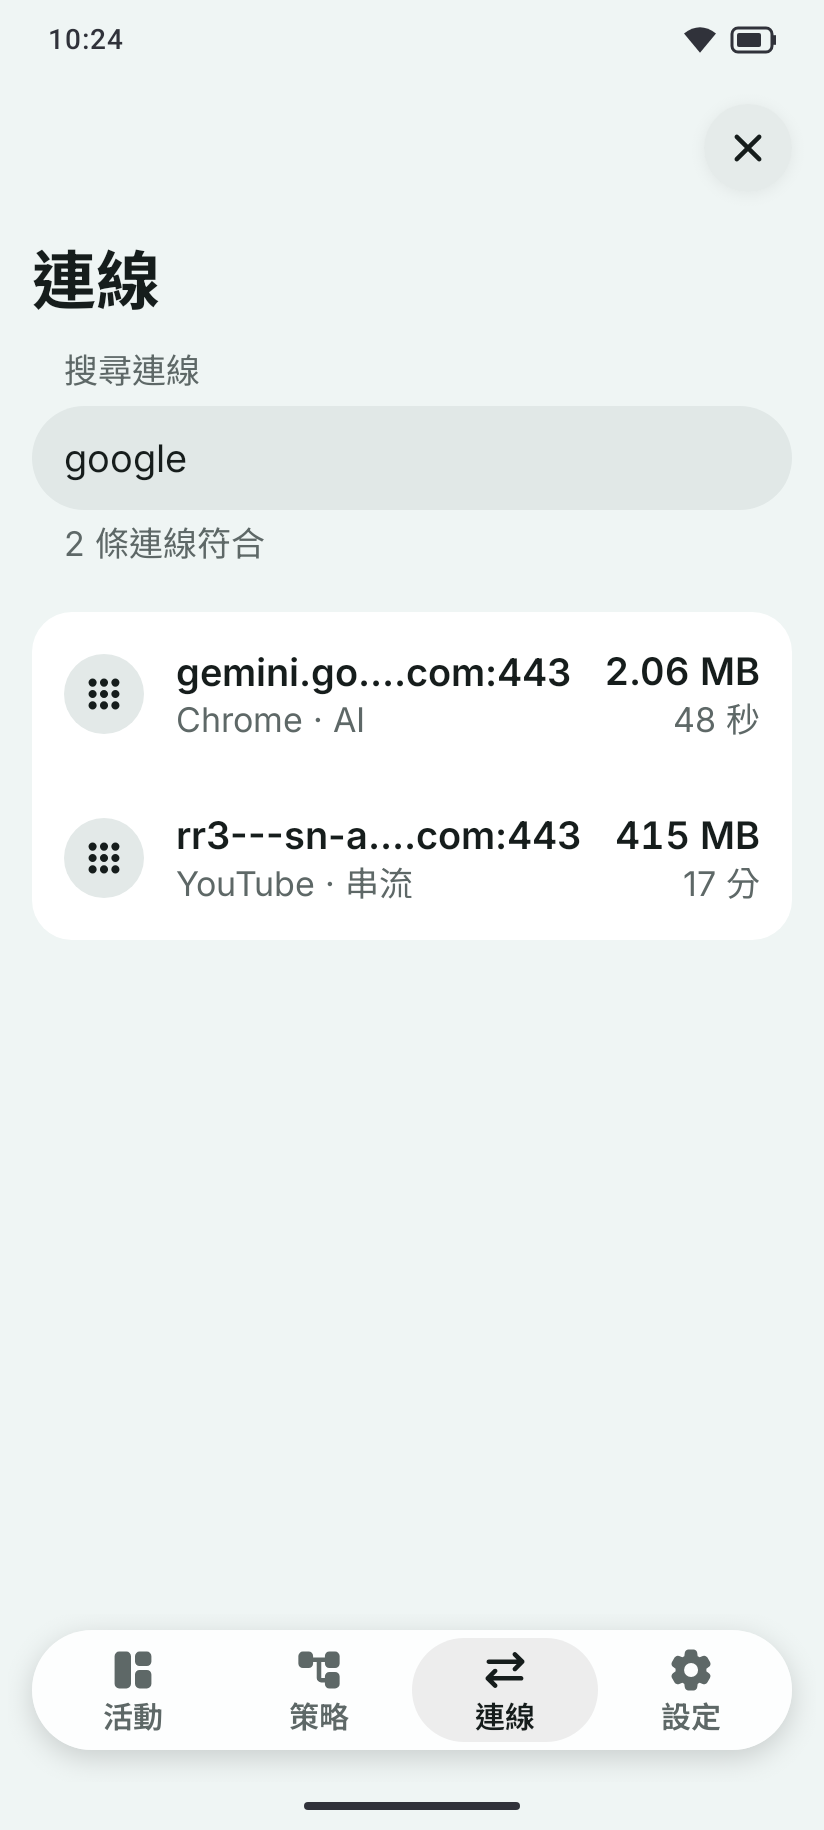 10:24
連線
搜尋連線
google
2 條連線符合
gemini.go....com:443 2.06 MB
Chrome · AI 48 秒
rr3---sn-a....com:443 415 MB
YouTube · 串流 17 分
活動 策略 連線 設定